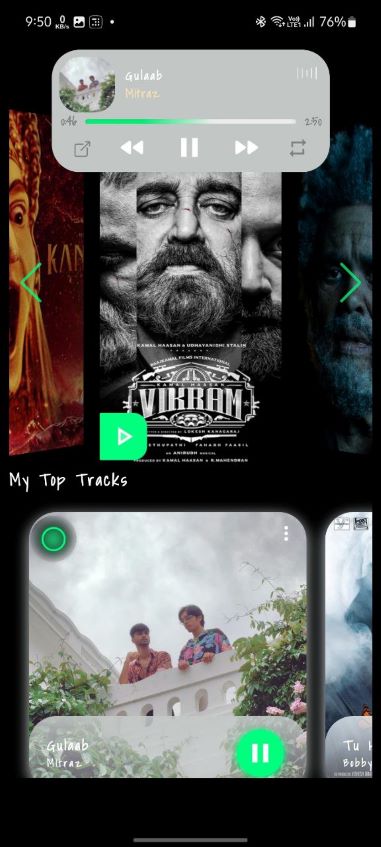 9:50 0 KB/s Vo) LTE1 76%
Gulaab
Mitraz
0:46 2:50
KAN
KAMAL HAASAN & UDHAYANIDHI STALIN
RAAJKAMAL FILMS INTERNATIONAL
KAMAL HAASAN
VIKRAM
WRITTEN & DIRECTED BY LOKESH KANAGARAJ
FAHADH FAASIL
AN ANIRUDH MUSICAL
PRODUCED BY KAMAL HAASAN & R.MAHENDRAN
My Top Tracks
Gulaab
Mitraz
Tu
Bobby